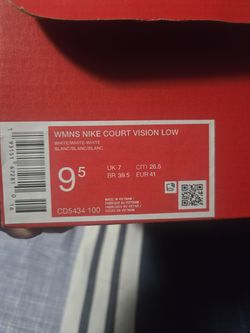 WMNS NIKE COURT VISION LOW
WHITE/WHITE-WHITE
BLANC/BLANC/BLANC
9.5
UK 7 CM 26.5
BR 39.5 EUR 41
CD5434 100
MADE IN VIETNAM